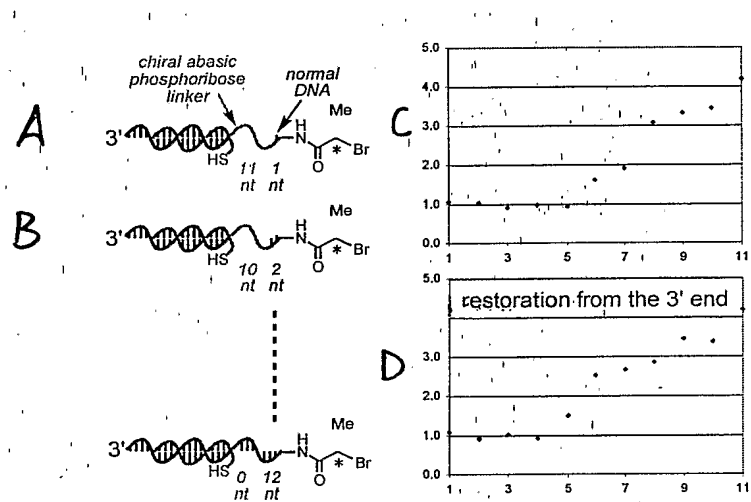 chiral abasic
phosphoribose
linker
normal
DNA
A
3'
HS
11 1
nt nt
H
N
O
Me
* Br
B
3'
HS
10 2
nt nt
H
N
O
Me
* Br
3'
HS
0 12
nt nt
H
N
O
Me
* Br
C
5.0
4.0
3.0
2.0
1.0
0.0
1 3 5 7 9 11
D
5.0
restoration from the 3' end
4.0
3.0
2.0
1.0
0.0
1 3 5 7 9 11